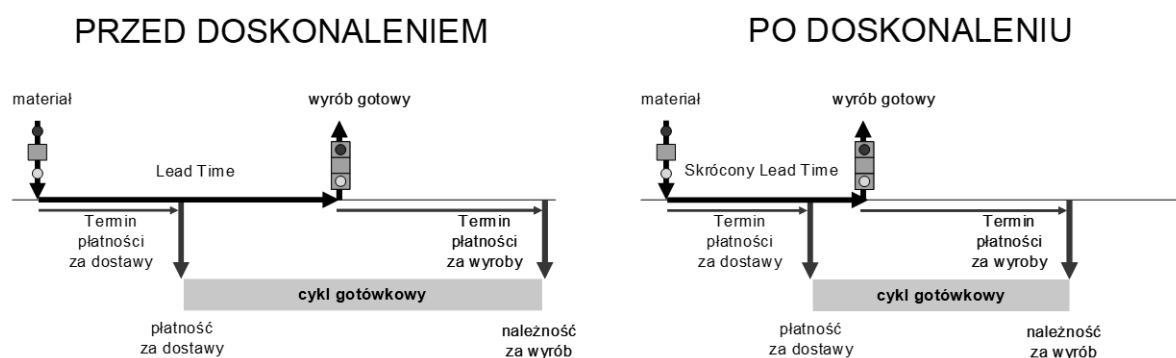 PRZED DOSKONALENIEM
materiał
wyrób gotowy
Lead Time
Termin
płatności
za dostawy
Termin
płatności
za wyroby
cykl gotówkowy
płatność
za dostawy
należność
za wyrób
PO DOSKONALENIU
materiał
wyrób gotowy
Skrócony Lead Time
Termin
płatności
za dostawy
Termin
płatności
za wyroby
cykl gotówkowy
płatność
za dostawy
należność
za wyrób